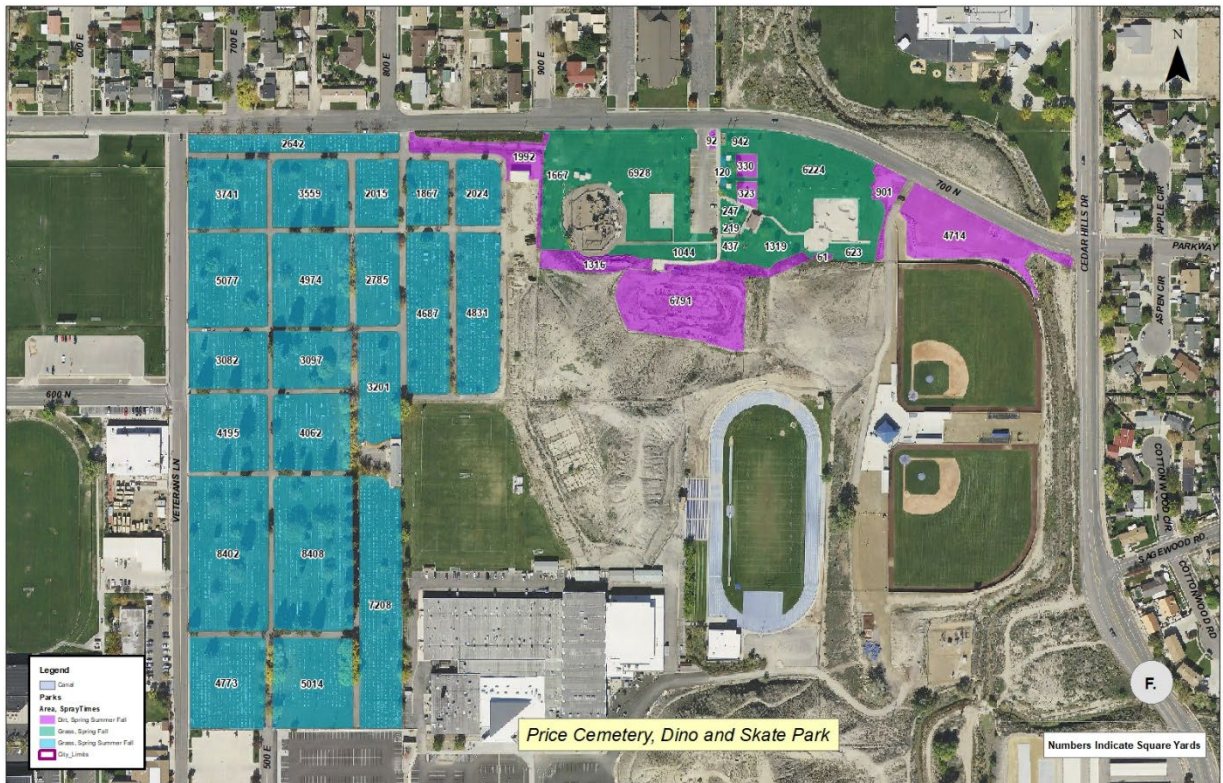 600 E
700 E
800 E
900 E
N
2642
1992
92
942
3741
3559
2015
1867
2024
1667
6928
120
330
323
6224
901
700 N
4714
CEDAR HILLS DR
APPLE CIR
PARKWAY
247
219
437
1319
1044
61
623
1316
5077
4974
2785
4687
4831
6791
ASPEN CIR
3082
3097
3201
600 N
4195
4062
VETERANS LN
COTTONWOOD CIR
8402
8408
7208
SAGEWOOD RD
COTTONWOOD RD
4773
5014
500 E
F.
Legend
Canal
Parks
Area, SprayTimes
Dirt, Spring Summer Fall
Grass, Spring Fall
Grass, Spring Summer Fall
City_Limits
Price Cemetery, Dino and Skate Park
Numbers Indicate Square Yards